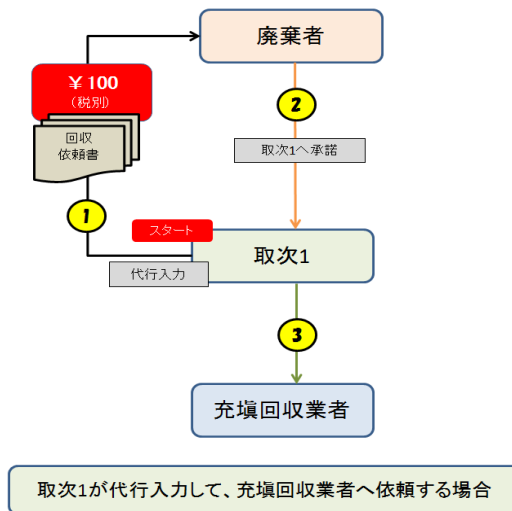 廃棄者
¥100
(税別)
回収
依頼書
2
取次1へ承諾
1
スタート
取次1
代行入力
3
充塡回収業者
取次1が代行入力して、充塡回収業者へ依頼する場合